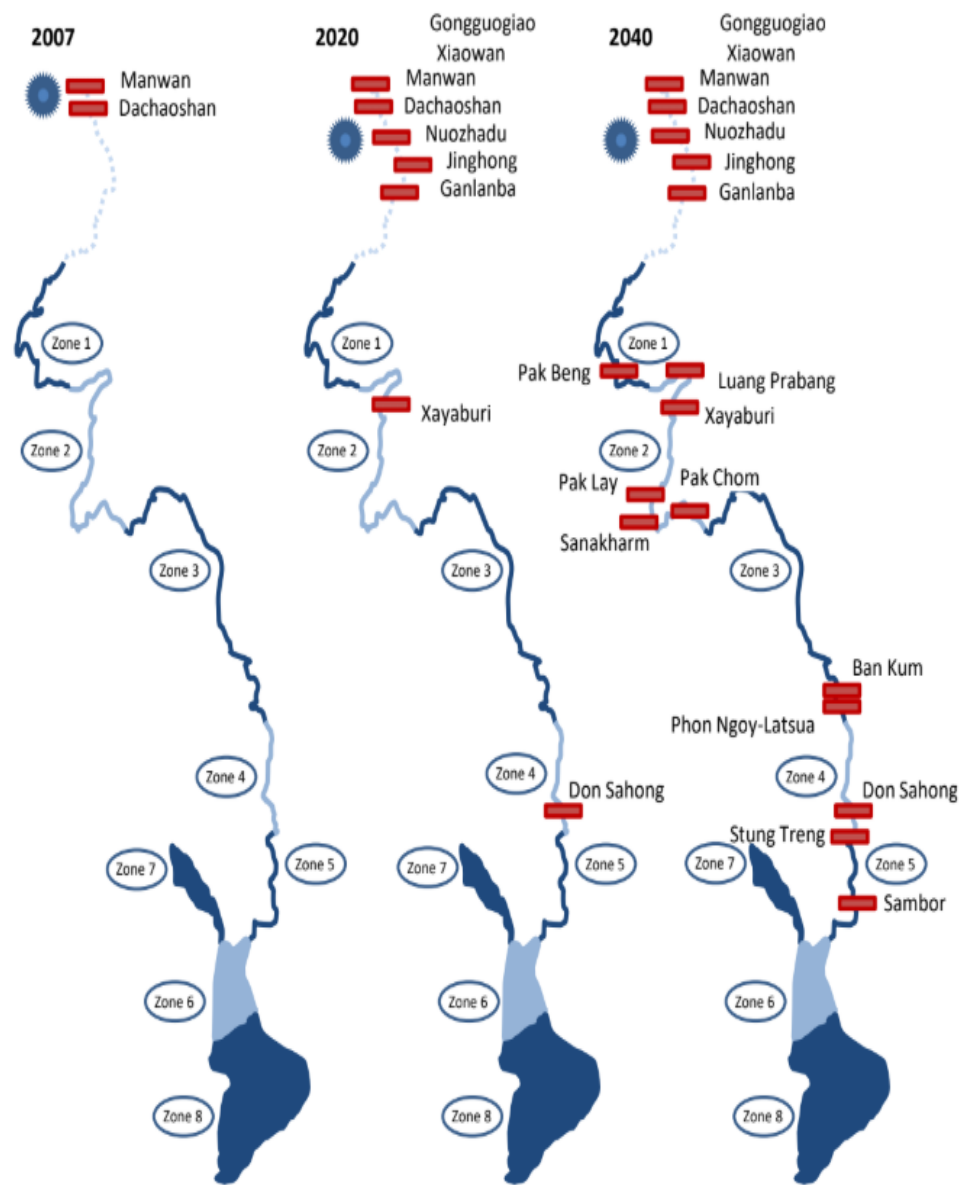 2007
Manwan
Dachaoshan
Zone 1
Zone 2
Zone 3
Zone 4
Zone 5
Zone 7
Zone 6
Zone 8
2020
Gongguogiao
Xiaowan
Manwan
Dachaoshan
Nuozhadu
Jinghong
Ganlanba
Zone 1
Xayaburi
Zone 2
Zone 3
Zone 4
Don Sahong
Zone 5
Zone 7
Zone 6
Zone 8
2040
Gongguogiao
Xiaowan
Manwan
Dachaoshan
Nuozhadu
Jinghong
Ganlanba
Zone 1
Pak Beng
Luang Prabang
Xayaburi
Zone 2
Pak Lay
Pak Chom
Sanakharm
Zone 3
Ban Kum
Phon Ngoy-Latsua
Zone 4
Don Sahong
Stung Treng
Zone 5
Zone 7
Sambor
Zone 6
Zone 8